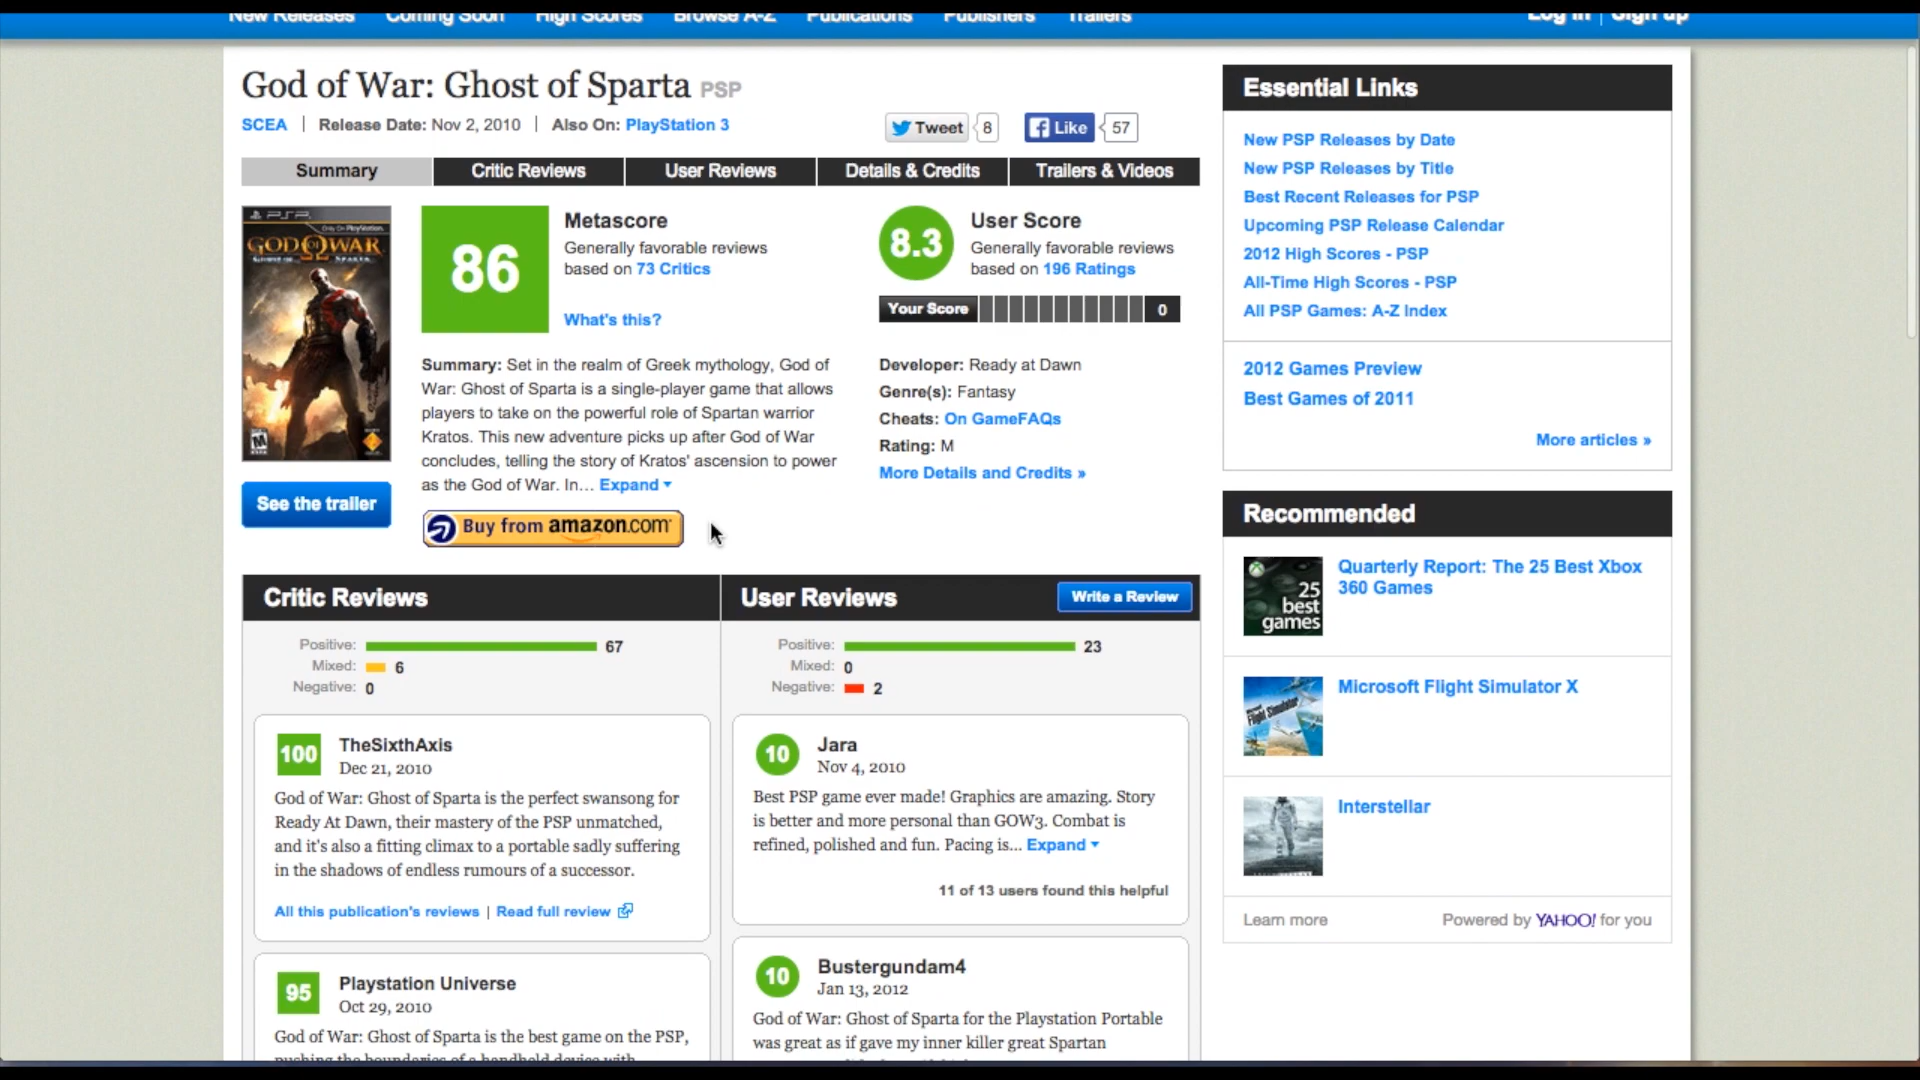 New Releases Coming Soon High Scores Browse A-Z Publications Publishers Trailers Log In | Sign up
God of War: Ghost of Sparta PSP
SCEA | Release Date: Nov 2, 2010 | Also On: PlayStation 3
Tweet 8 Like 57
Summary Critic Reviews User Reviews Details & Credits Trailers & Videos
PSP
Only On PlayStation
GOD OF WAR
GHOST OF SPARTA
M
See the trailer
86
Metascore
Generally favorable reviews
based on 73 Critics
What's this?
8.3
User Score
Generally favorable reviews
based on 196 Ratings
Your Score 0
Summary: Set in the realm of Greek mythology, God of
War: Ghost of Sparta is a single-player game that allows
players to take on the powerful role of Spartan warrior
Kratos. This new adventure picks up after God of War
concludes, telling the story of Kratos' ascension to power
as the God of War. In... Expand
Buy from amazon.com
Developer: Ready at Dawn
Genre(s): Fantasy
Cheats: On GameFAQs
Rating: M
More Details and Credits »
Critic Reviews
Positive: 67
Mixed: 6
Negative: 0
100 TheSixthAxis
Dec 21, 2010
God of War: Ghost of Sparta is the perfect swansong for
Ready At Dawn, their mastery of the PSP unmatched,
and it's also a fitting climax to a portable sadly suffering
in the shadows of endless rumours of a successor.
All this publication's reviews | Read full review
95 Playstation Universe
Oct 29, 2010
God of War: Ghost of Sparta is the best game on the PSP,
pushing the boundaries of a handheld device with
User Reviews Write a Review
Positive: 23
Mixed: 0
Negative: 2
10 Jara
Nov 4, 2010
Best PSP game ever made! Graphics are amazing. Story
is better and more personal than GOW3. Combat is
refined, polished and fun. Pacing is... Expand
11 of 13 users found this helpful
10 Bustergundam4
Jan 13, 2012
God of War: Ghost of Sparta for the Playstation Portable
was great as if gave my inner killer great Spartan
Essential Links
New PSP Releases by Date
New PSP Releases by Title
Best Recent Releases for PSP
Upcoming PSP Release Calendar
2012 High Scores - PSP
All-Time High Scores - PSP
All PSP Games: A-Z Index
2012 Games Preview
Best Games of 2011
More articles »
Recommended
25
best
games
Quarterly Report: The 25 Best Xbox
360 Games
Flight Simulator
Microsoft Flight Simulator X
Interstellar
Learn more Powered by YAHOO! for you